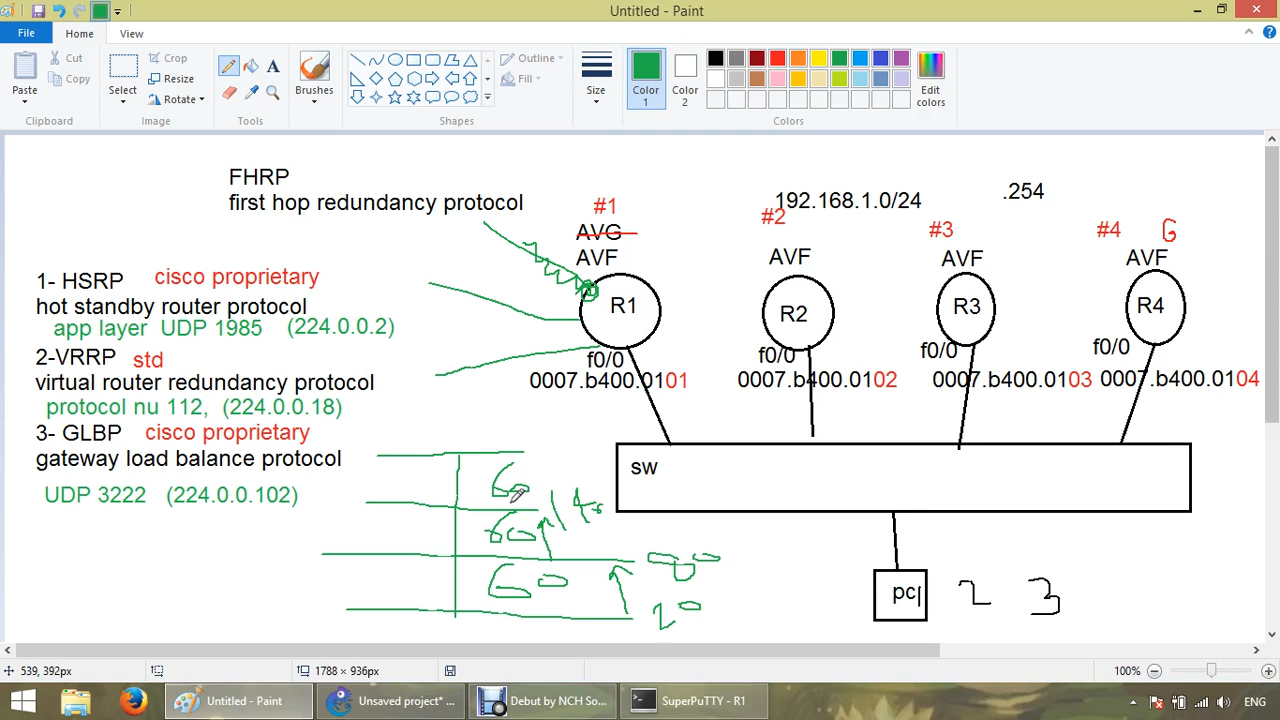 Untitled - Paint
File
Home
View
Paste
Cut
Copy
Clipboard
Select
Crop
Resize
Rotate
Image
Tools
Brushes
Shapes
Outline
Fill
Size
Color 1
Color 2
Edit colors
Colors
FHRP
first hop redundancy protocol
1- HSRP cisco proprietary
hot standby router protocol
app layer UDP 1985 (224.0.0.2)
2-VRRP std
virtual router redundancy protocol
protocol nu 112, (224.0.0.18)
3- GLBP cisco proprietary
gateway load balance protocol
UDP 3222 (224.0.0.102)
192.168.1.0/24 .254
#1 #2 #3 #4 G
AVG
AVF AVF AVF AVF
R1 R2 R3 R4
f0/0 f0/0 f0/0 f0/0
0007.b400.0101 0007.b400.0102 0007.b400.0103 0007.b400.0104
sw
60
60
60
80
20
pc 2 3
539, 392px
1788 × 936px
100%
Untitled - Paint
Unsaved project* ...
Debut by NCH So...
SuperPuTTY - R1
ENG